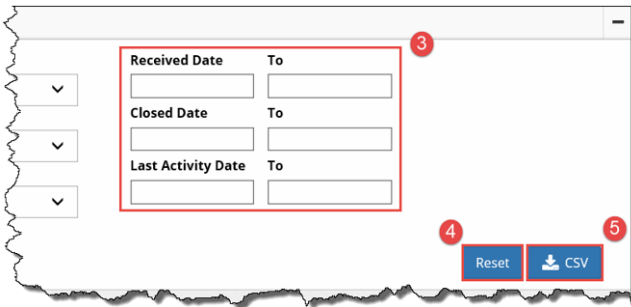 3
Received Date To
Closed Date To
Last Activity Date To
4 5
Reset CSV